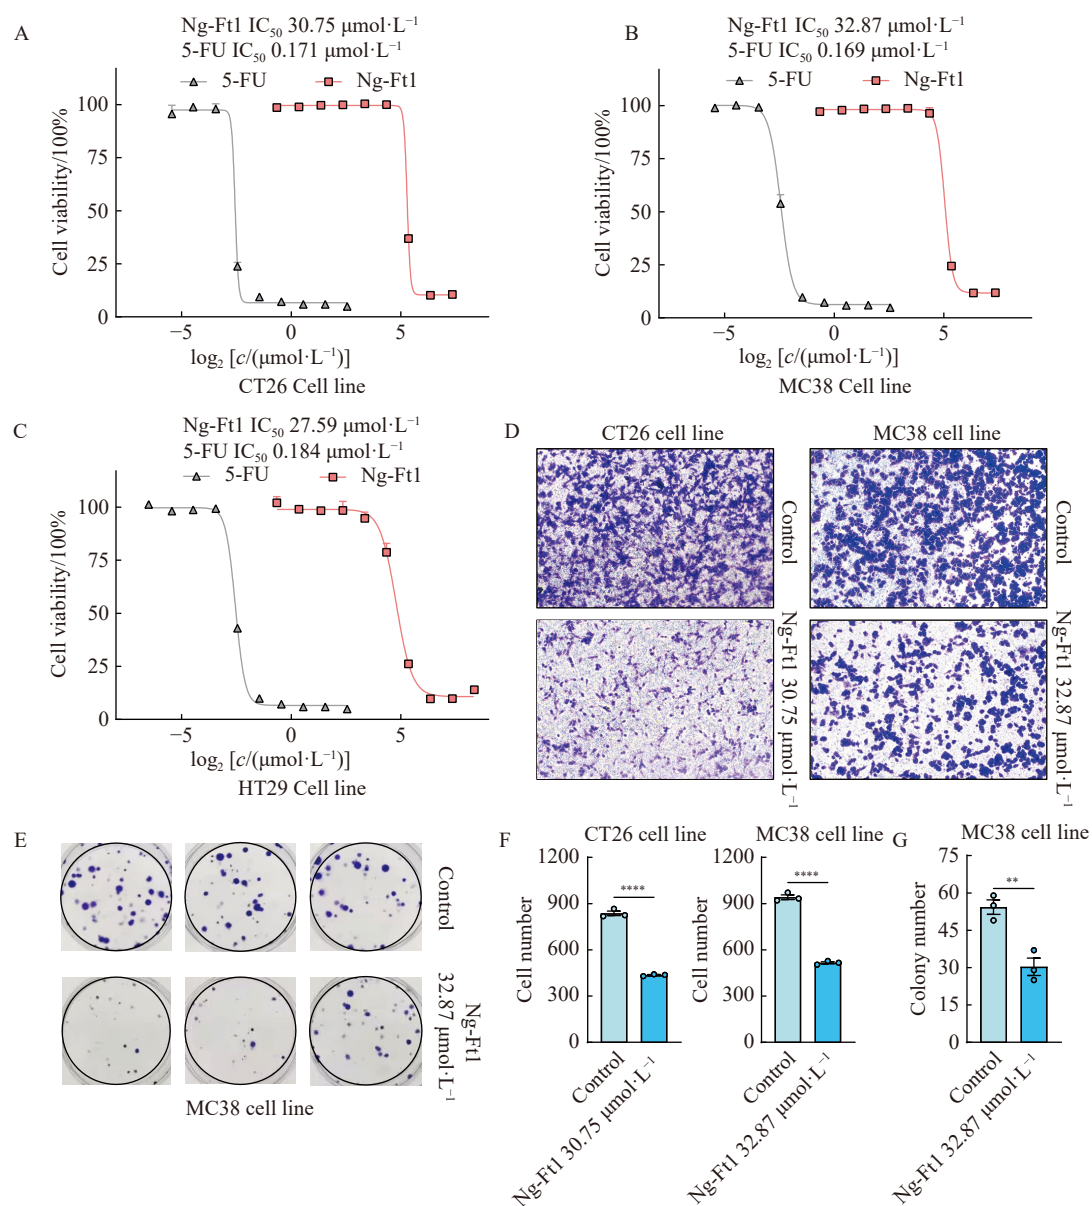 A
Ng-Ft1 IC50 30.75 μmol·L−1
5-FU IC50 0.171 μmol·L−1
5-FU
Ng-Ft1
Cell viability/100%
100
75
50
25
0
−5
0
5
log2 [c/(μmol·L−1)]
CT26 Cell line
B
Ng-Ft1 IC50 32.87 μmol·L−1
5-FU IC50 0.169 μmol·L−1
5-FU
Ng-Ft1
Cell viability/100%
100
75
50
25
0
−5
0
5
log2 [c/(μmol·L−1)]
MC38 Cell line
C
Ng-Ft1 IC50 27.59 μmol·L−1
5-FU IC50 0.184 μmol·L−1
5-FU
Ng-Ft1
Cell viability/100%
100
75
50
25
0
−5
0
5
log2 [c/(μmol·L−1)]
HT29 Cell line
D
CT26 cell line
MC38 cell line
Control
Control
Ng-Ft1 30.75 μmol·L−1
Ng-Ft1 32.87 μmol·L−1
E
Control
Ng-Ft1
32.87 μmol·L−1
MC38 cell line
F
CT26 cell line
Cell number
1200
900
600
300
0
****
Control
Ng-Ft1 30.75 μmol·L−1
MC38 cell line
Cell number
1200
900
600
300
0
****
Control
Ng-Ft1 32.87 μmol·L−1
G
MC38 cell line
Colony number
75
60
45
30
15
0
**
Control
Ng-Ft1 32.87 μmol·L−1